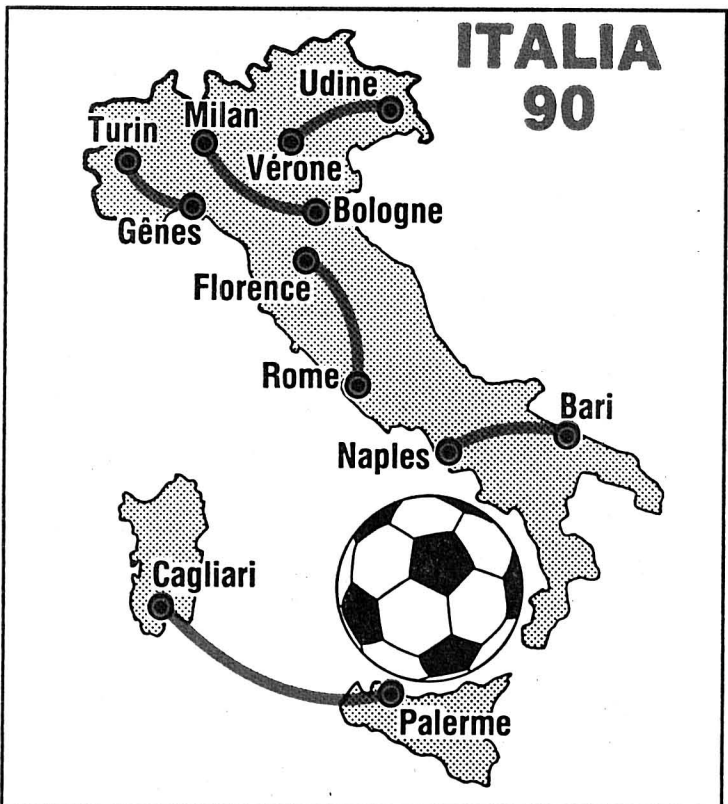 ITALIA
90
Udine
Milan
Turin
Vérone
Bologne
Gênes
Florence
Rome
Bari
Naples
Cagliari
Palerme